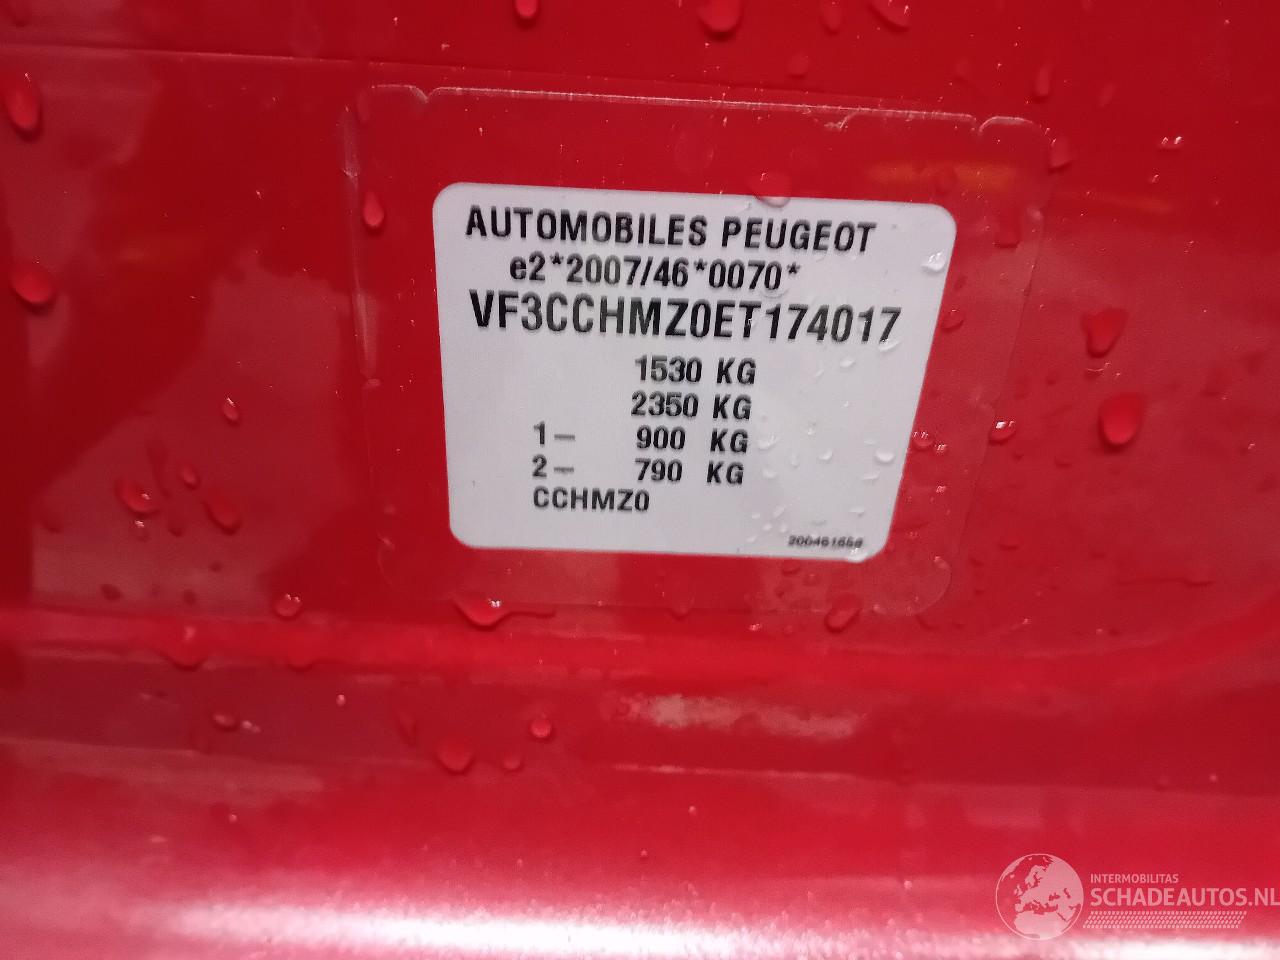 AUTOMOBILES PEUGEOT
e2*2007/46*0070*
VF3CCHMZ0ET174017
1530 KG
2350 KG
1– 900 KG
2– 790 KG
CCHMZ0
INTERMOBILITAS
SCHADEAUTOS.NL